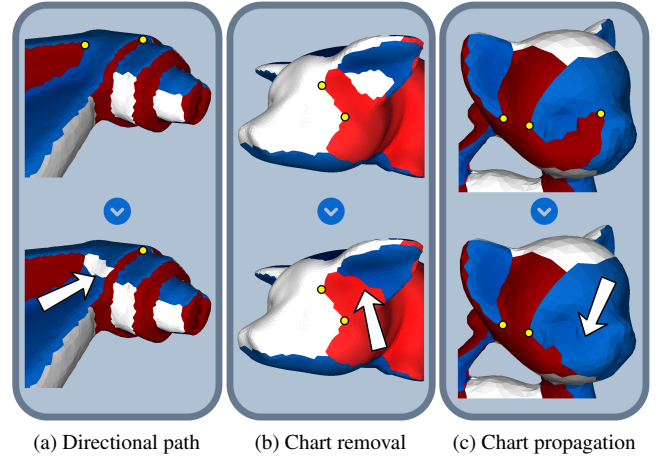 (a) Directional path
(b) Chart removal
(c) Chart propagation